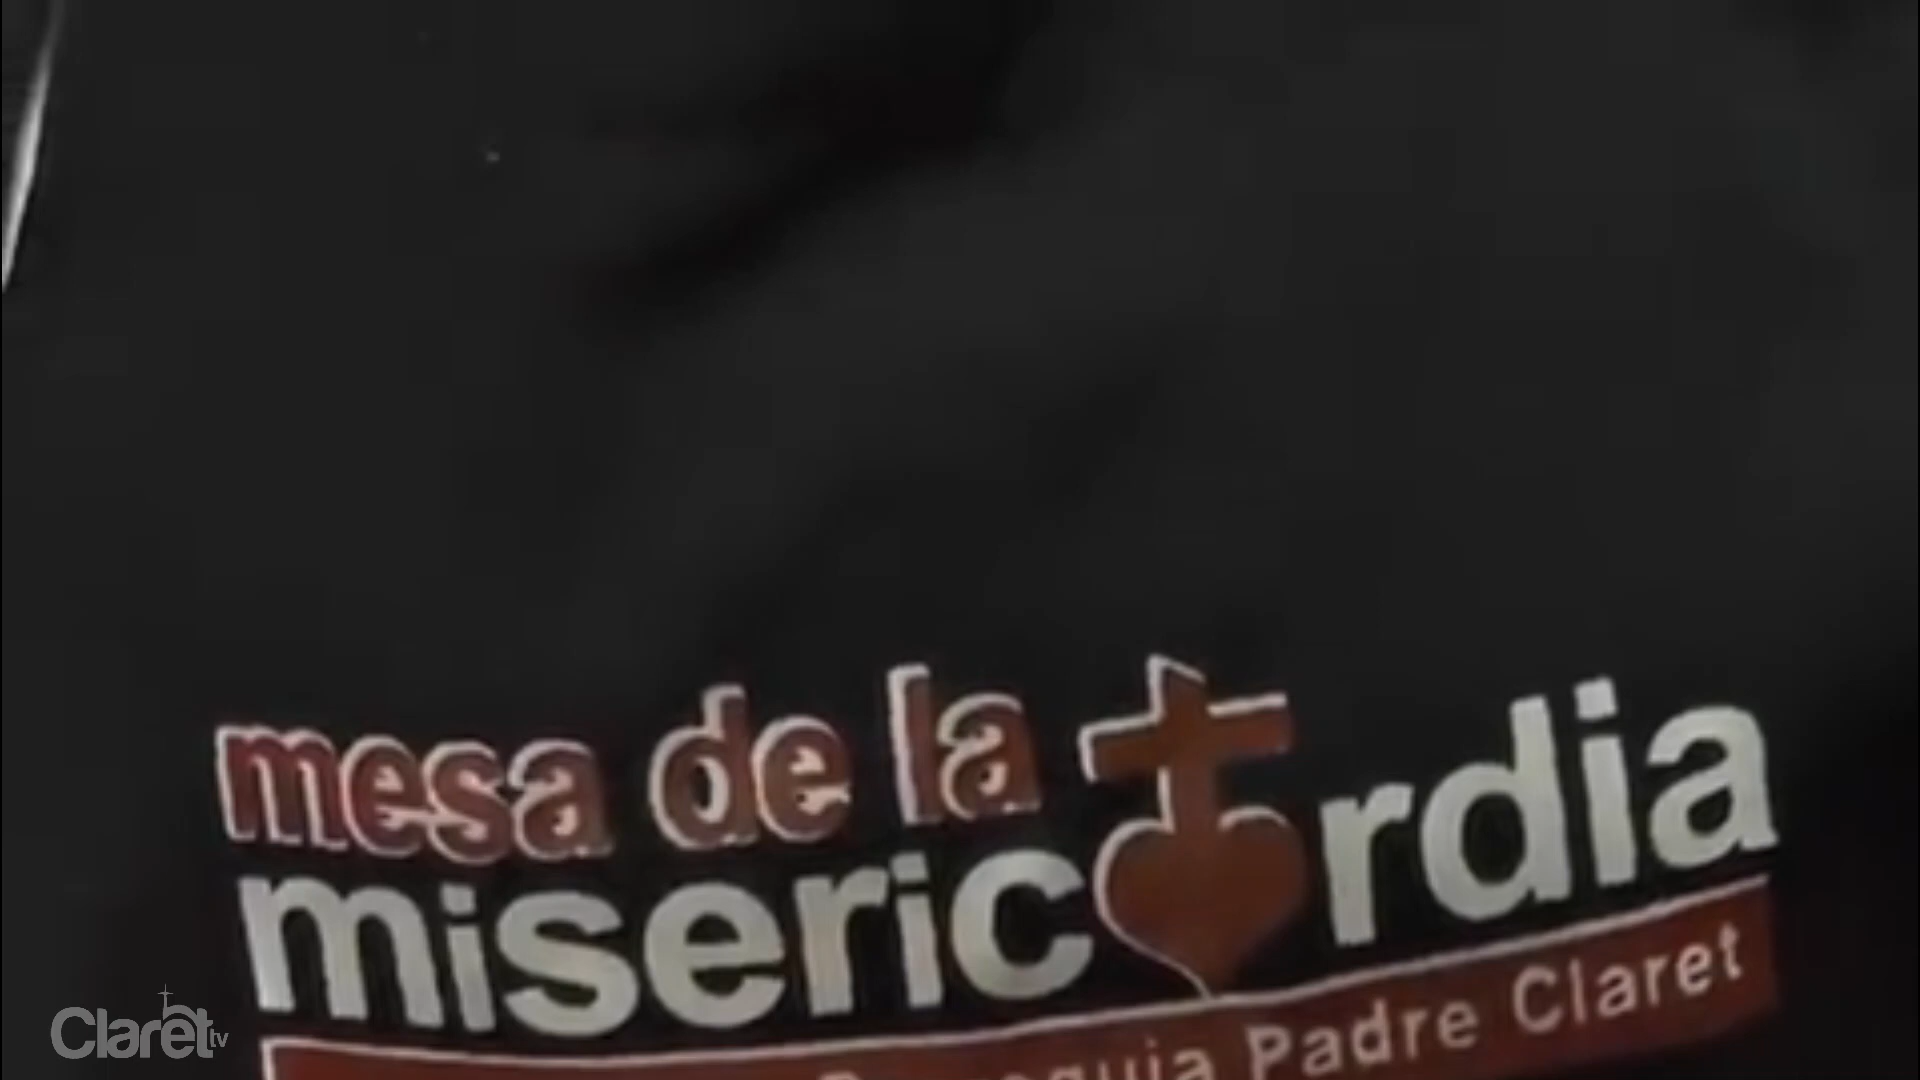 mesa de la
misericordia
Padre Claret
Claret tv